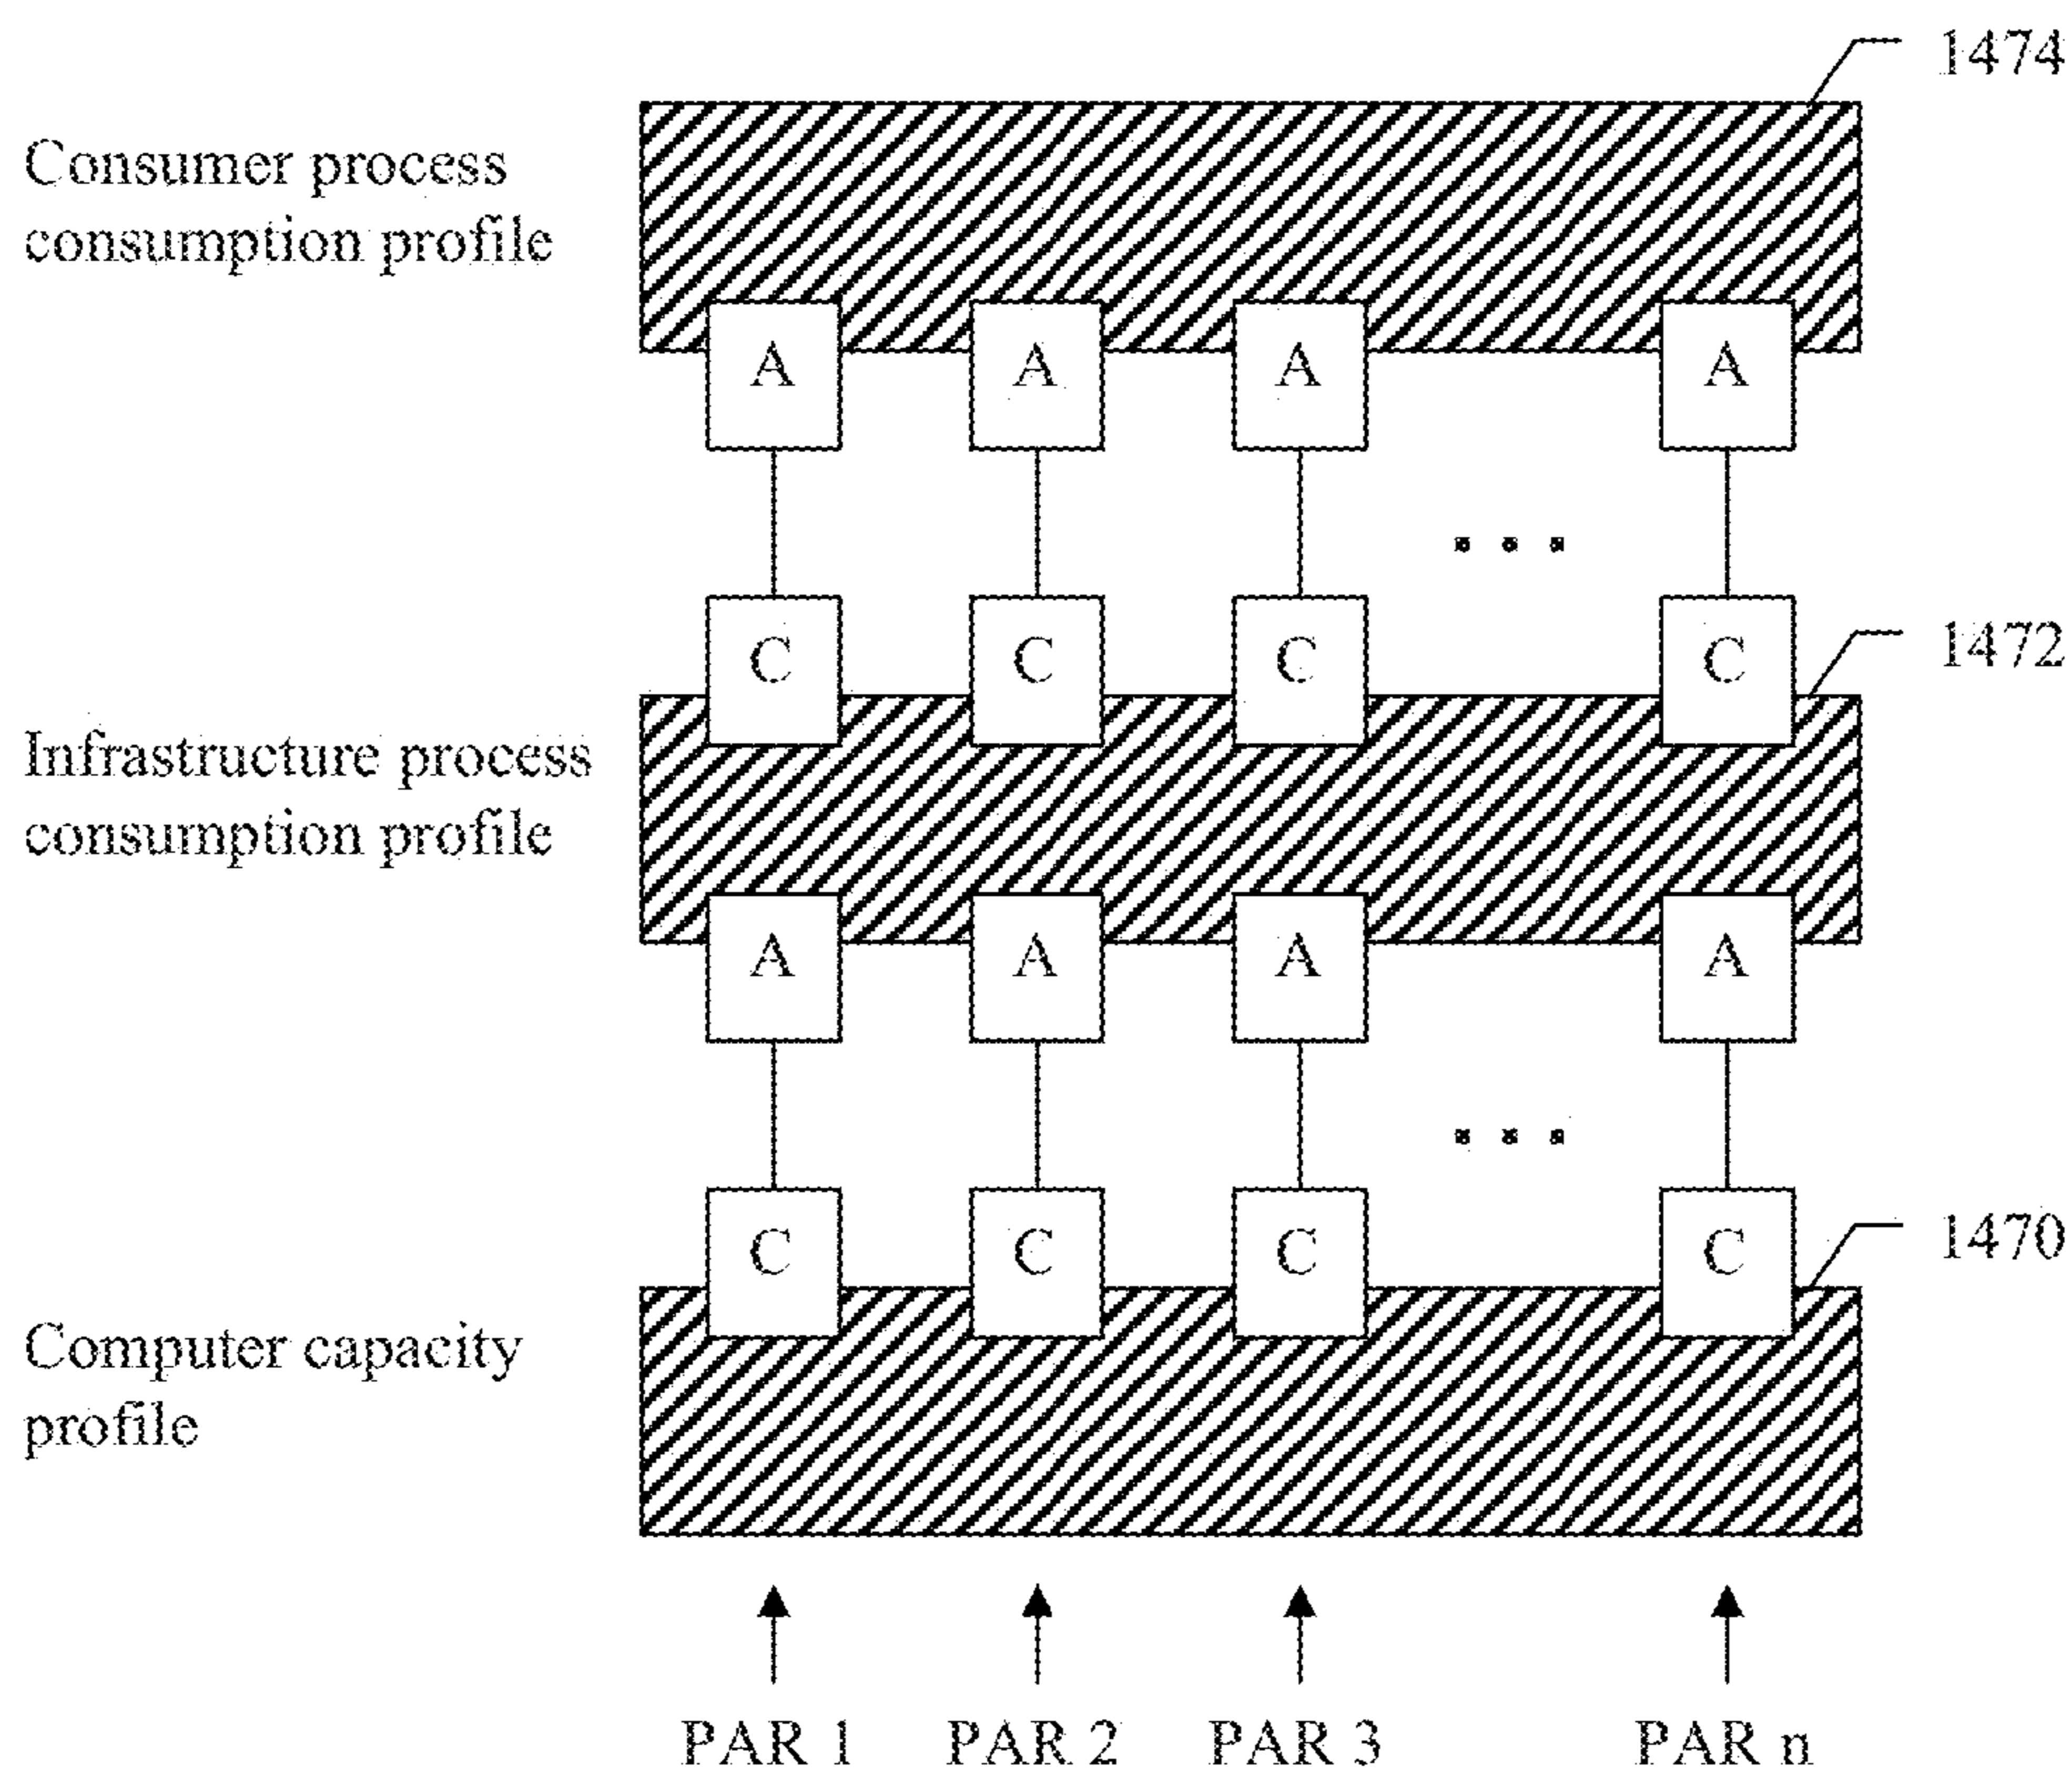 1474
Consumer process
consumption profile
A A A A
. . .
C C C C
1472
Infrastructure process
consumption profile
A A A A
. . .
C C C C
1470
Computer capacity
profile
PAR 1 PAR 2 PAR 3 PAR n